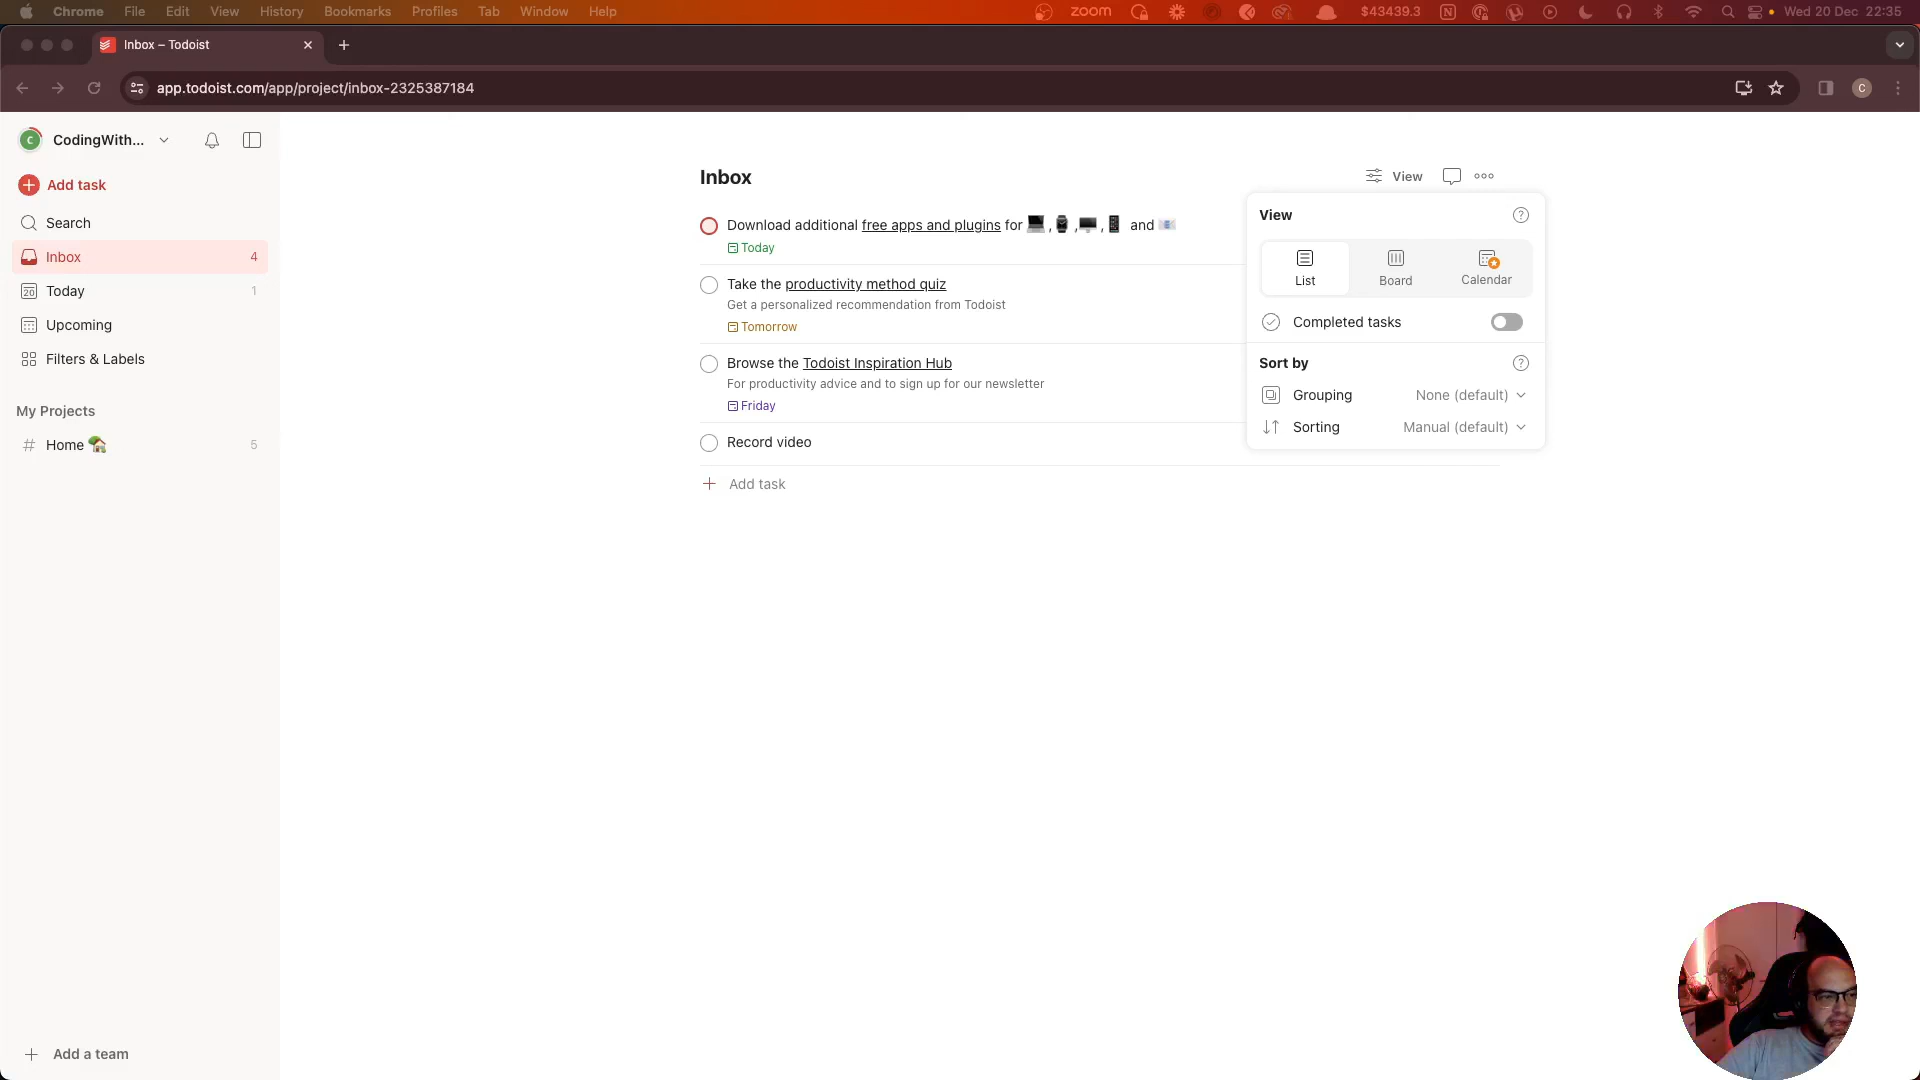 Chrome File Edit View History Bookmarks Profiles Tab Window Help zoom $43439.3 Wed 20 Dec 22:35
Inbox – Todoist
app.todoist.com/app/project/inbox-2325387184
C
C CodingWith...
Add task
Search
Inbox 4
20 Today 1
Upcoming
Filters & Labels
My Projects
# Home 5
Add a team
Inbox
View
Download additional free apps and plugins for , , , and
Today
Take the productivity method quiz
Get a personalized recommendation from Todoist
Tomorrow
Browse the Todoist Inspiration Hub
For productivity advice and to sign up for our newsletter
Friday
Record video
Add task
View
List Board Calendar
Completed tasks
Sort by
Grouping None (default)
Sorting Manual (default)